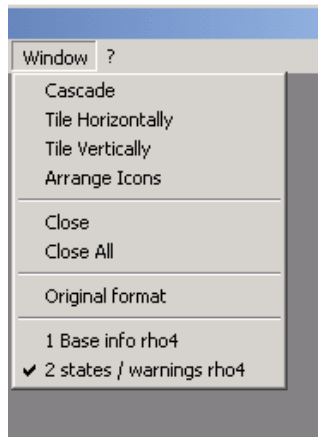 Window ?
Cascade
Tile Horizontally
Tile Vertically
Arrange Icons
Close
Close All
Original format
1 Base info rho4
2 states / warnings rho4